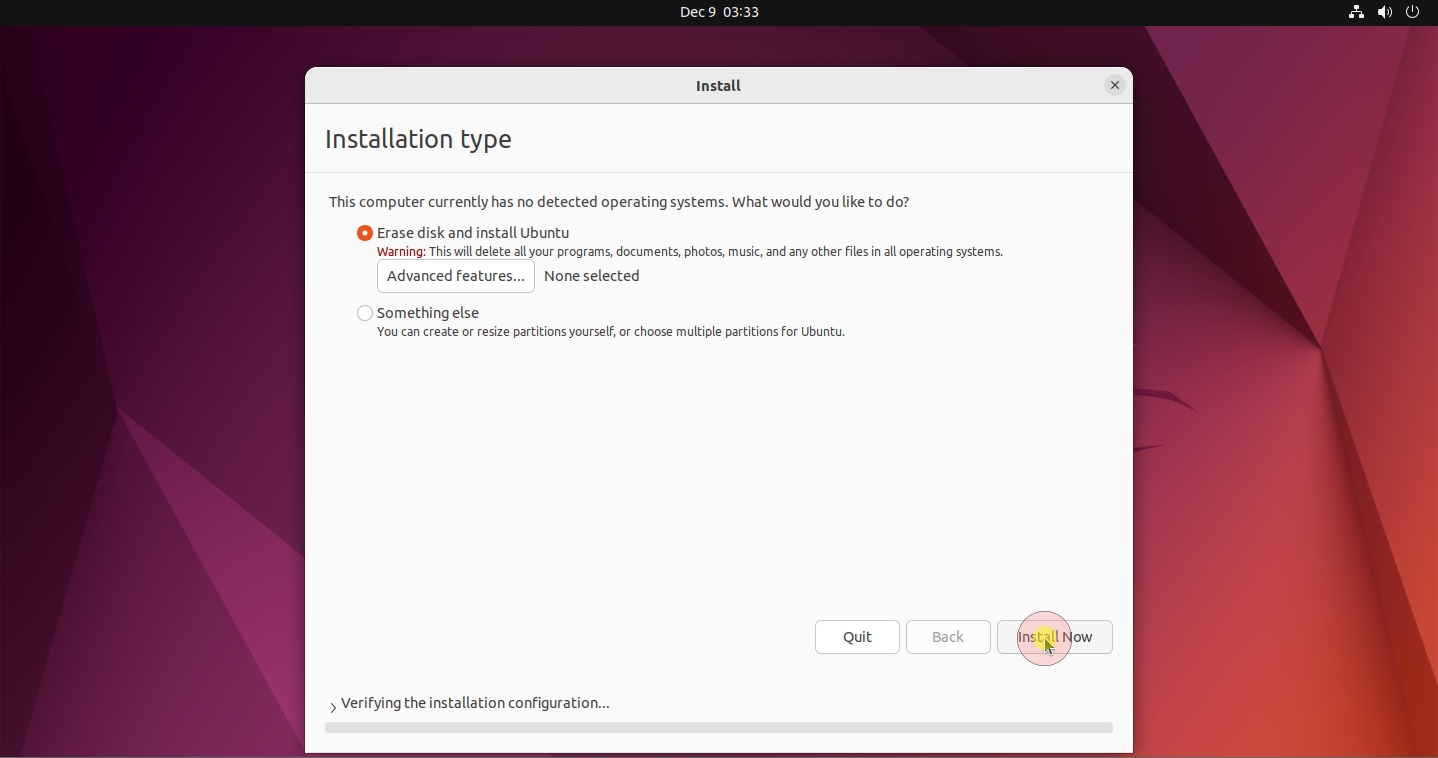 Dec 9 03:33
Install
Installation type
This computer currently has no detected operating systems. What would you like to do?
Erase disk and install Ubuntu
Warning: This will delete all your programs, documents, photos, music, and any other files in all operating systems.
Advanced features... None selected
Something else
You can create or resize partitions yourself, or choose multiple partitions for Ubuntu.
Quit Back Install Now
Verifying the installation configuration...